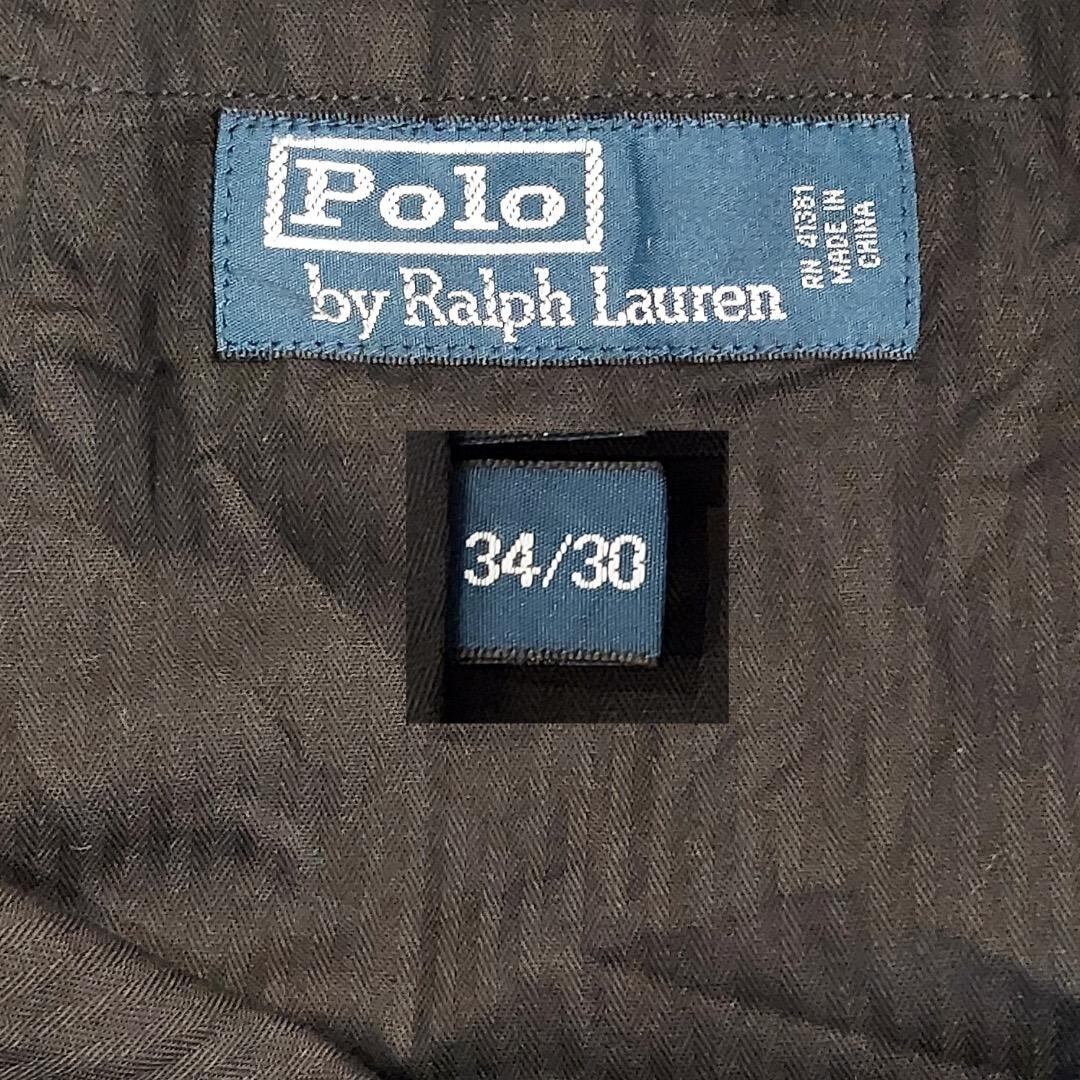 Polo
by Ralph Lauren
RN 41381
MADE IN
CHINA
34/30